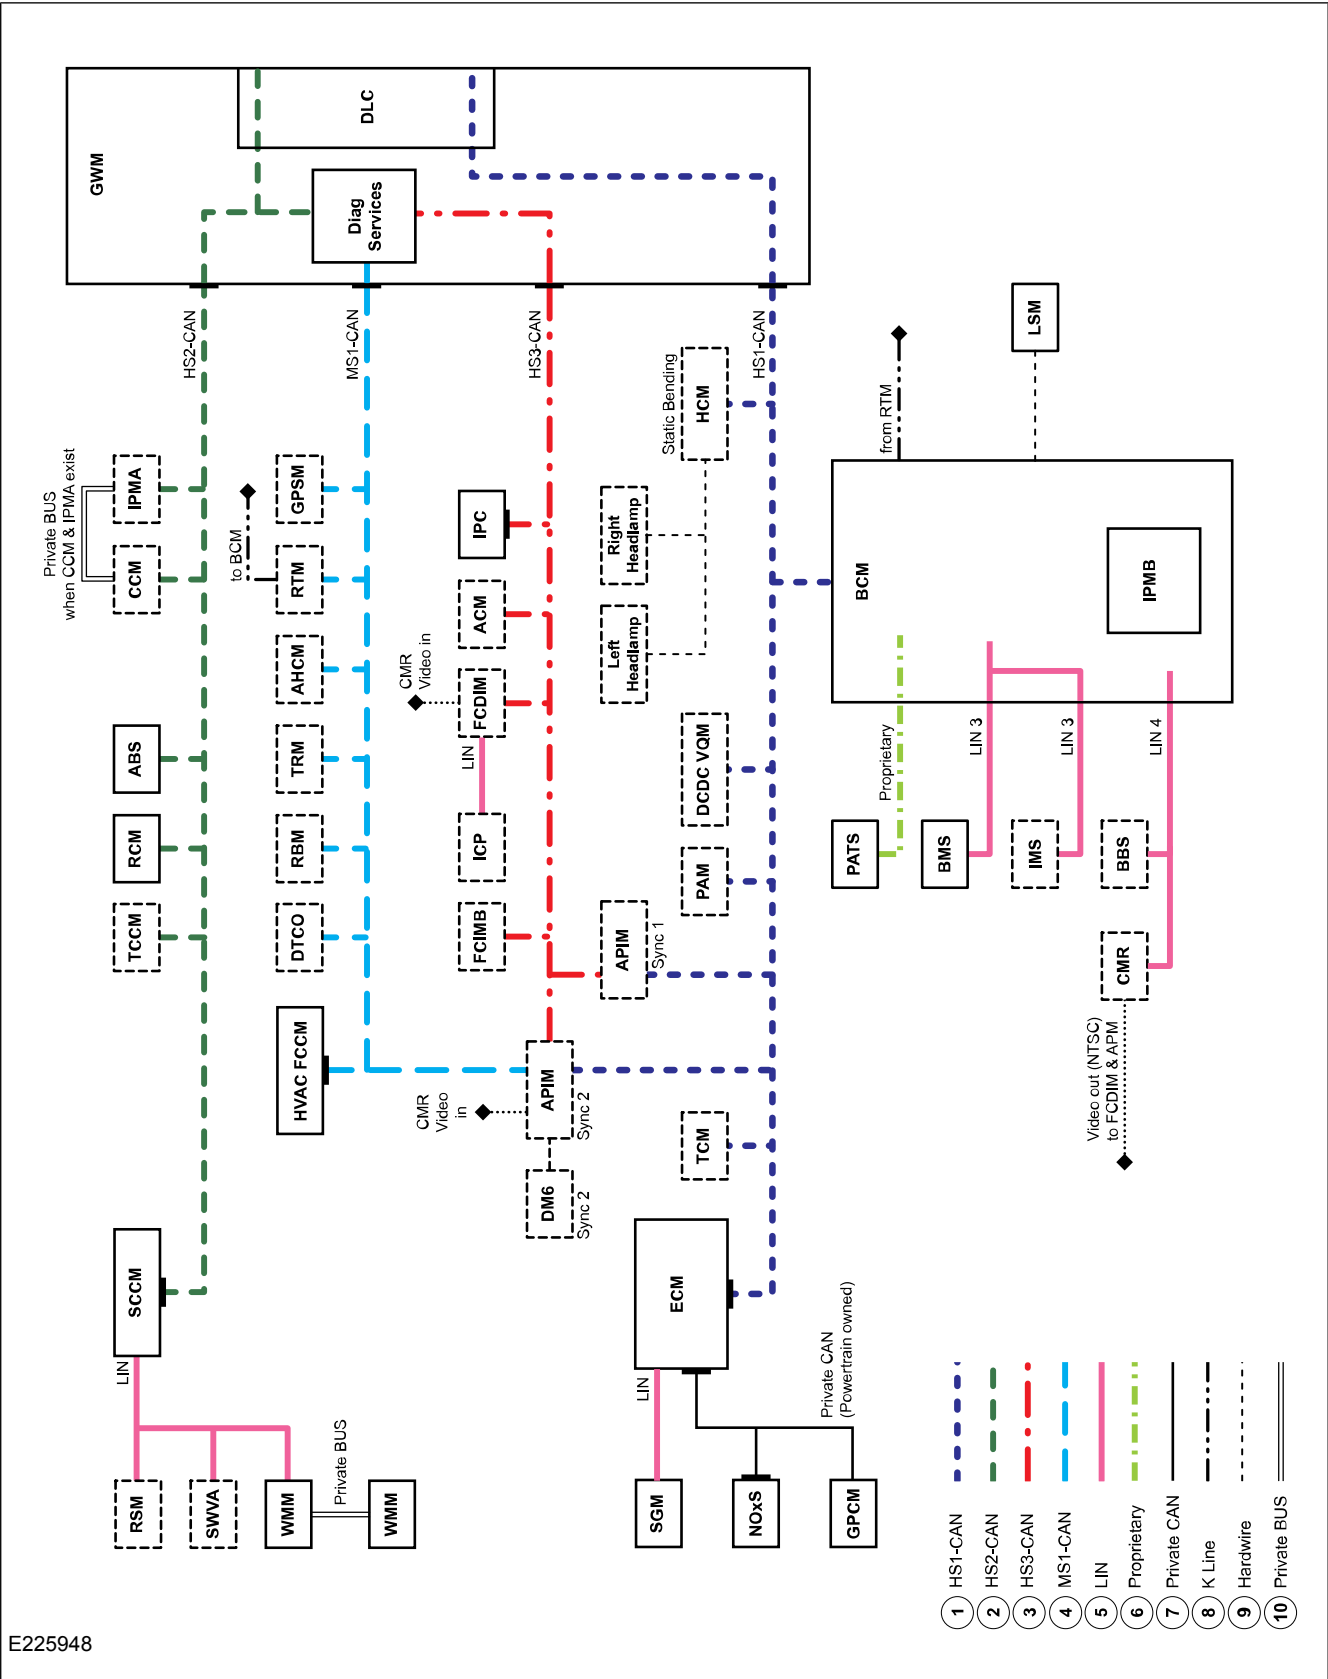 GWM
DLC
Diag
Services
HS2-CAN
MS1-CAN
HS3-CAN
HS1-CAN
Private BUS
when CCM & IPMA exist
IPMA
CCM
ABS
RCM
TCCM
SCCM
LIN
RSM
SWVA
WMM
Private BUS
WMM
to BCM
GPSM
RTM
AHCM
TRM
RBM
DTCO
HVAC FCCM
CMR
Video in
IPC
ACM
FCDIM
LIN
ICP
FCIMB
APIM
Sync 1
APIM
Sync 2
CMR
Video
in
DM6
Sync 2
Static Bending
HCM
Right
Headlamp
Left
Headlamp
DCDC VQM
PAM
TCM
ECM
LIN
SGM
NOxS
GPCM
Private CAN
(Powertrain owned)
from RTM
LSM
BCM
IPMB
Proprietary
LIN 3
LIN 3
LIN 4
PATS
BMS
IMS
BBS
CMR
Video out (NTSC)
to FCDIM & APM
1 HS1-CAN
2 HS2-CAN
3 HS3-CAN
4 MS1-CAN
5 LIN
6 Proprietary
7 Private CAN
8 K Line
9 Hardwire
10 Private BUS
E225948